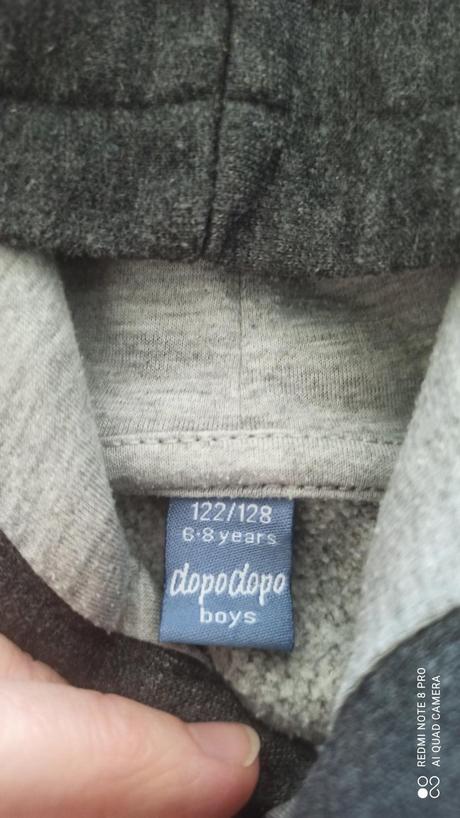 122/128
6-8 years
dopodopo
boys
REDMI NOTE 8 PRO
AI QUAD CAMERA